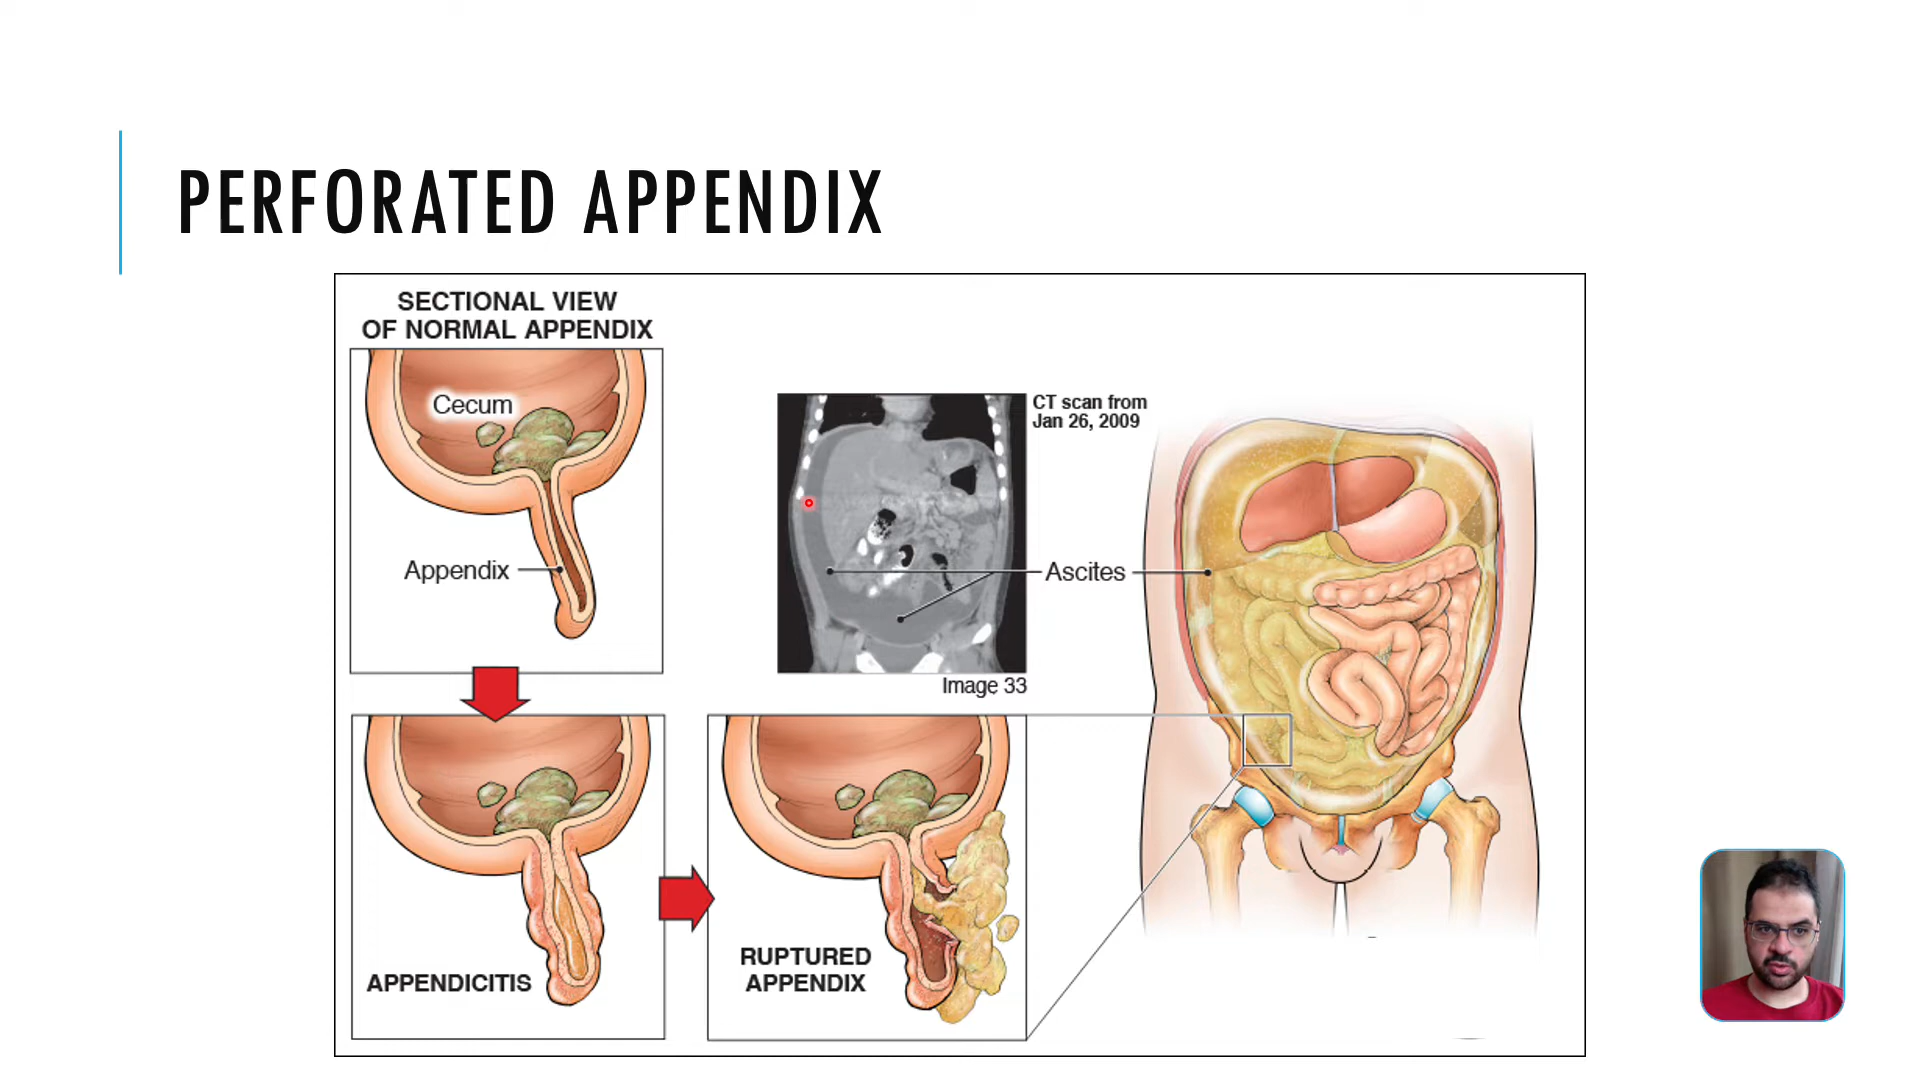 PERFORATED APPENDIX
SECTIONAL VIEW
OF NORMAL APPENDIX
Cecum
Appendix
CT scan from
Jan 26, 2009
Ascites
Image 33
APPENDICITIS
RUPTURED
APPENDIX